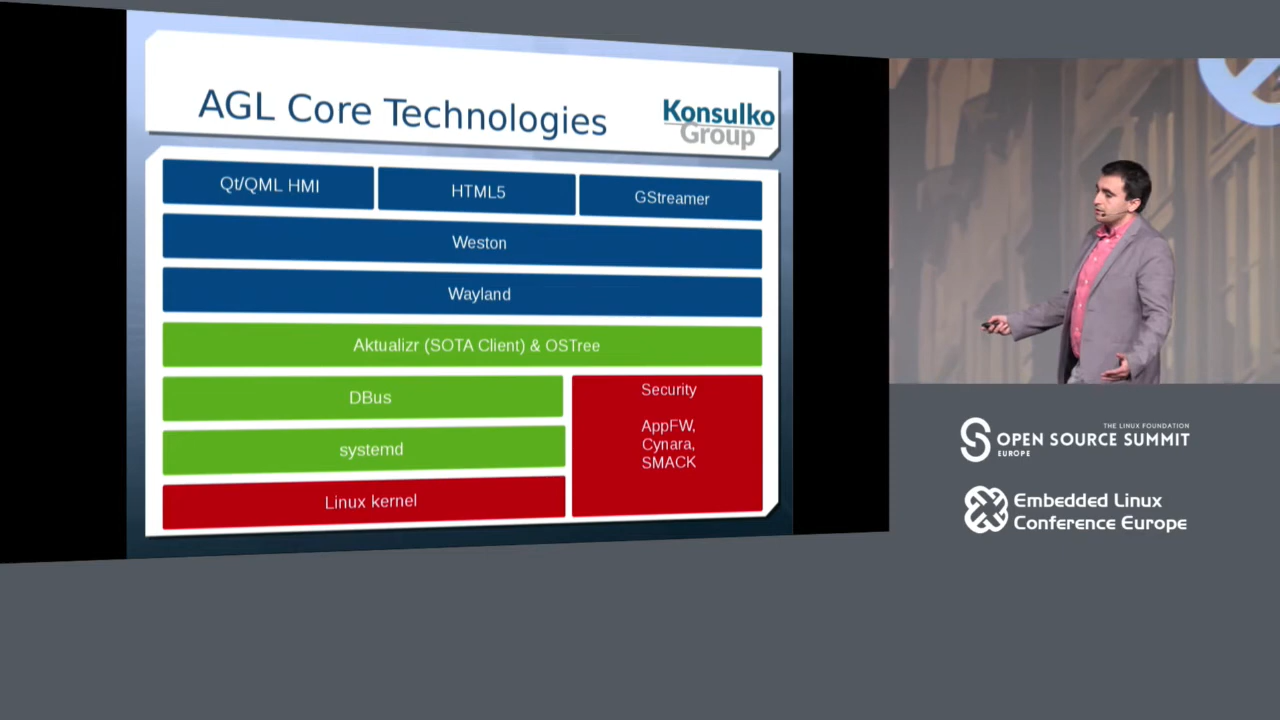 AGL Core Technologies
Konsulko
Group
Qt/QML HMI
HTML5
GStreamer
Weston
Wayland
Aktualizr (SOTA Client) & OSTree
DBus
systemd
Linux kernel
Security
AppFW,
Cynara,
SMACK
THE LINUX FOUNDATION
OPEN SOURCE SUMMIT
EUROPE
Embedded Linux
Conference Europe